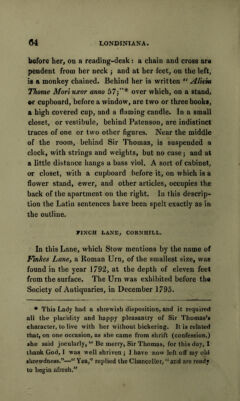 64 LONDINIANA.
before her, on a reading-desk: a chain and cross are
pendent from her neck; and at her feet, on the left,
is a monkey chained. Behind her is written "Alicia
Thomæ Mori uxor anno 57;"* over which, on a stand,
or cupboard, before a window, are two or three books,
a high covered cup, and a flaming candle. In a small
closet, or vestibule, behind Patenson, are indistinct
traces of one or two other figures. Near the middle
of the room, behind Sir Thomas, is suspended a
clock, with strings and weights, but no case; and at
a little distance hangs a bass viol. A sort of cabinet,
or closet, with a cupboard before it, on which is a
flower stand, ewer, and other articles, occupies the
back of the apartment on the right. In this descrip-
tion the Latin sentences have been spelt exactly as in
the outline.
FINCH LANE, CORNHILL.
In this Lane, which Stow mentions by the name of
Finkes Lane, a Roman Urn, of the smallest size, was
found in the year 1792, at the depth of eleven feet
from the surface. The Urn was exhibited before the
Society of Antiquaries, in December 1795.
* This Lady had a shrewish disposition, and it required
all the placidity and happy pleasantry of Sir Thomas's
character, to live with her without bickering. It is related
that, on one occasion, as she came from shrift (confession,)
she said jocularly, "Be merry, Sir Thomas, for this day, I
thank God, I was well shriven; I have now left off my old
shrewdness."—"Yes," replied the Chancellor, "and are ready
to begin afresh."